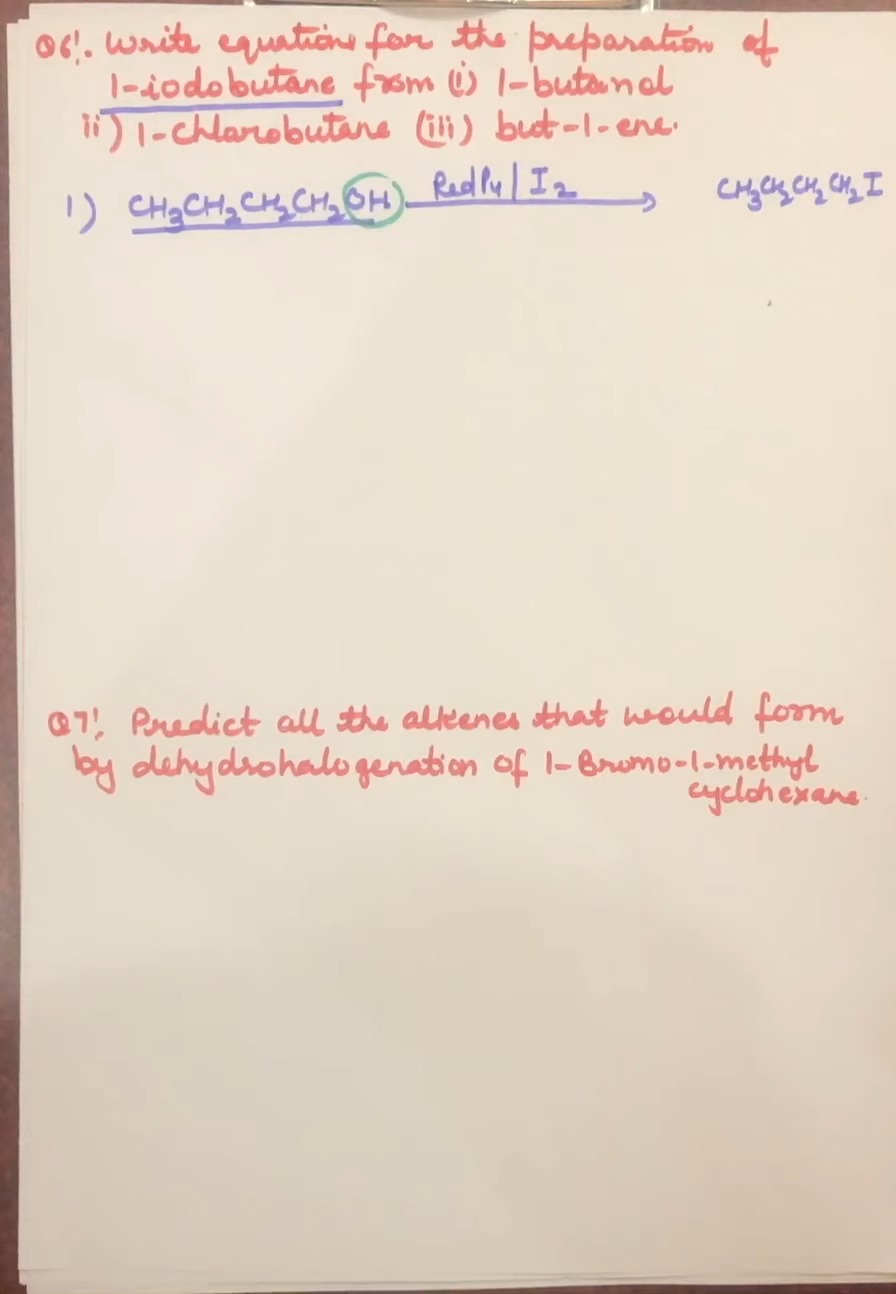 Q6!. Write equations for the preparation of
1-iodobutane from (i) 1-butanol
ii) 1-chlorobutane (iii) but-1-ene.
1) CH₃CH₂CH₂CH₂OH Red P₄ | I₂ → CH₃CH₂CH₂CH₂I
Q7!. Predict all the alkenes that would form
by dehydrohalogenation of 1-Bromo-1-methyl
cyclohexane.